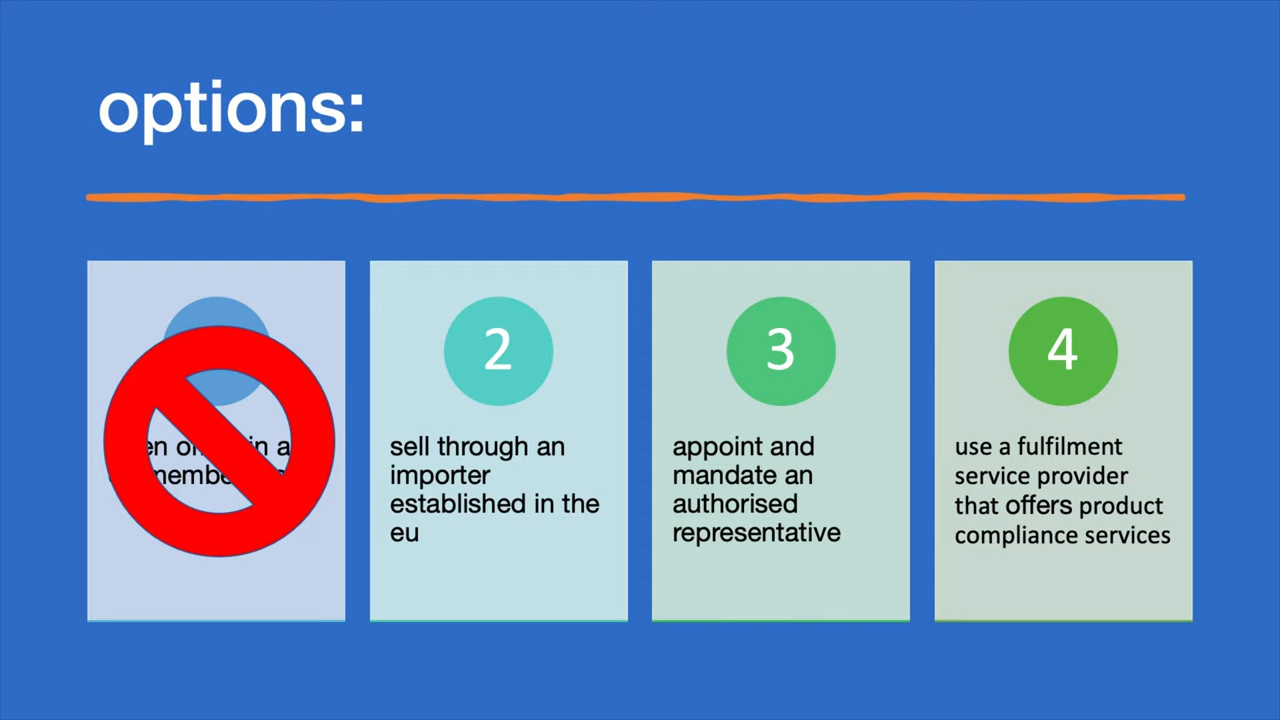 options:
in a
2
sell through an
importer
established in the
eu
3
appoint and
mandate an
authorised
representative
4
use a fulfilment
service provider
that offers product
compliance services